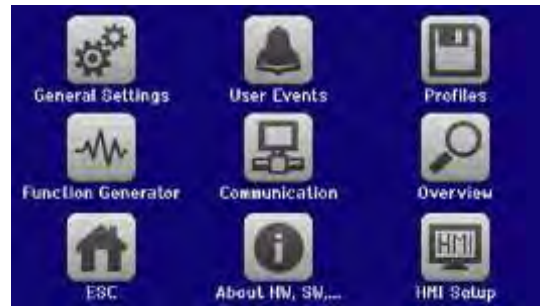 General Settings
User Events
Profiles
Function Generator
Communication
Overview
HMI
ESC
About HW, SW,...
HMI Setup